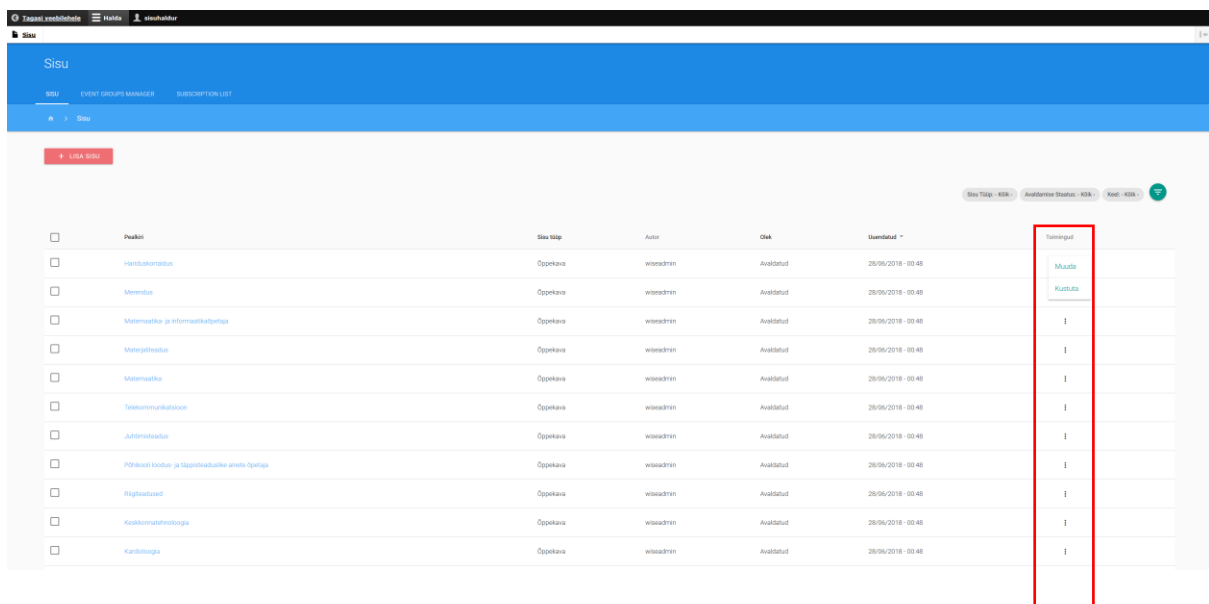 Tagasi veebilehele Halda sisuhaldur
Sisu
Sisu
SISU EVENT GROUPS MANAGER SUBSCRIPTION LIST
> Sisu
+ LISA SISU
Sisu Tüüp: - Kõik - Avaldamise Staatus: - Kõik - Keel: - Kõik -
Pealkiri Sisu tüüp Autor Olek Uuendatud Toimingud
Hariduskorraldus Õppekava wiseadmin Avaldatud 28/06/2018 - 00:48 Muuda
Merendus Õppekava wiseadmin Avaldatud 28/06/2018 - 00:48 Kustuta
Matemaatika- ja informaatikaõpetaja Õppekava wiseadmin Avaldatud 28/06/2018 - 00:48
Materjaliteadus Õppekava wiseadmin Avaldatud 28/06/2018 - 00:48
Matemaatika Õppekava wiseadmin Avaldatud 28/06/2018 - 00:48
Telekommunikatsioon Õppekava wiseadmin Avaldatud 28/06/2018 - 00:48
Juhtimisteadus Õppekava wiseadmin Avaldatud 28/06/2018 - 00:48
Põhikooli loodus- ja täppisteaduslike ainete õpetaja Õppekava wiseadmin Avaldatud 28/06/2018 - 00:48
Riigiteadused Õppekava wiseadmin Avaldatud 28/06/2018 - 00:48
Keskkonnatehnoloogia Õppekava wiseadmin Avaldatud 28/06/2018 - 00:48
Kardioloogia Õppekava wiseadmin Avaldatud 28/06/2018 - 00:48